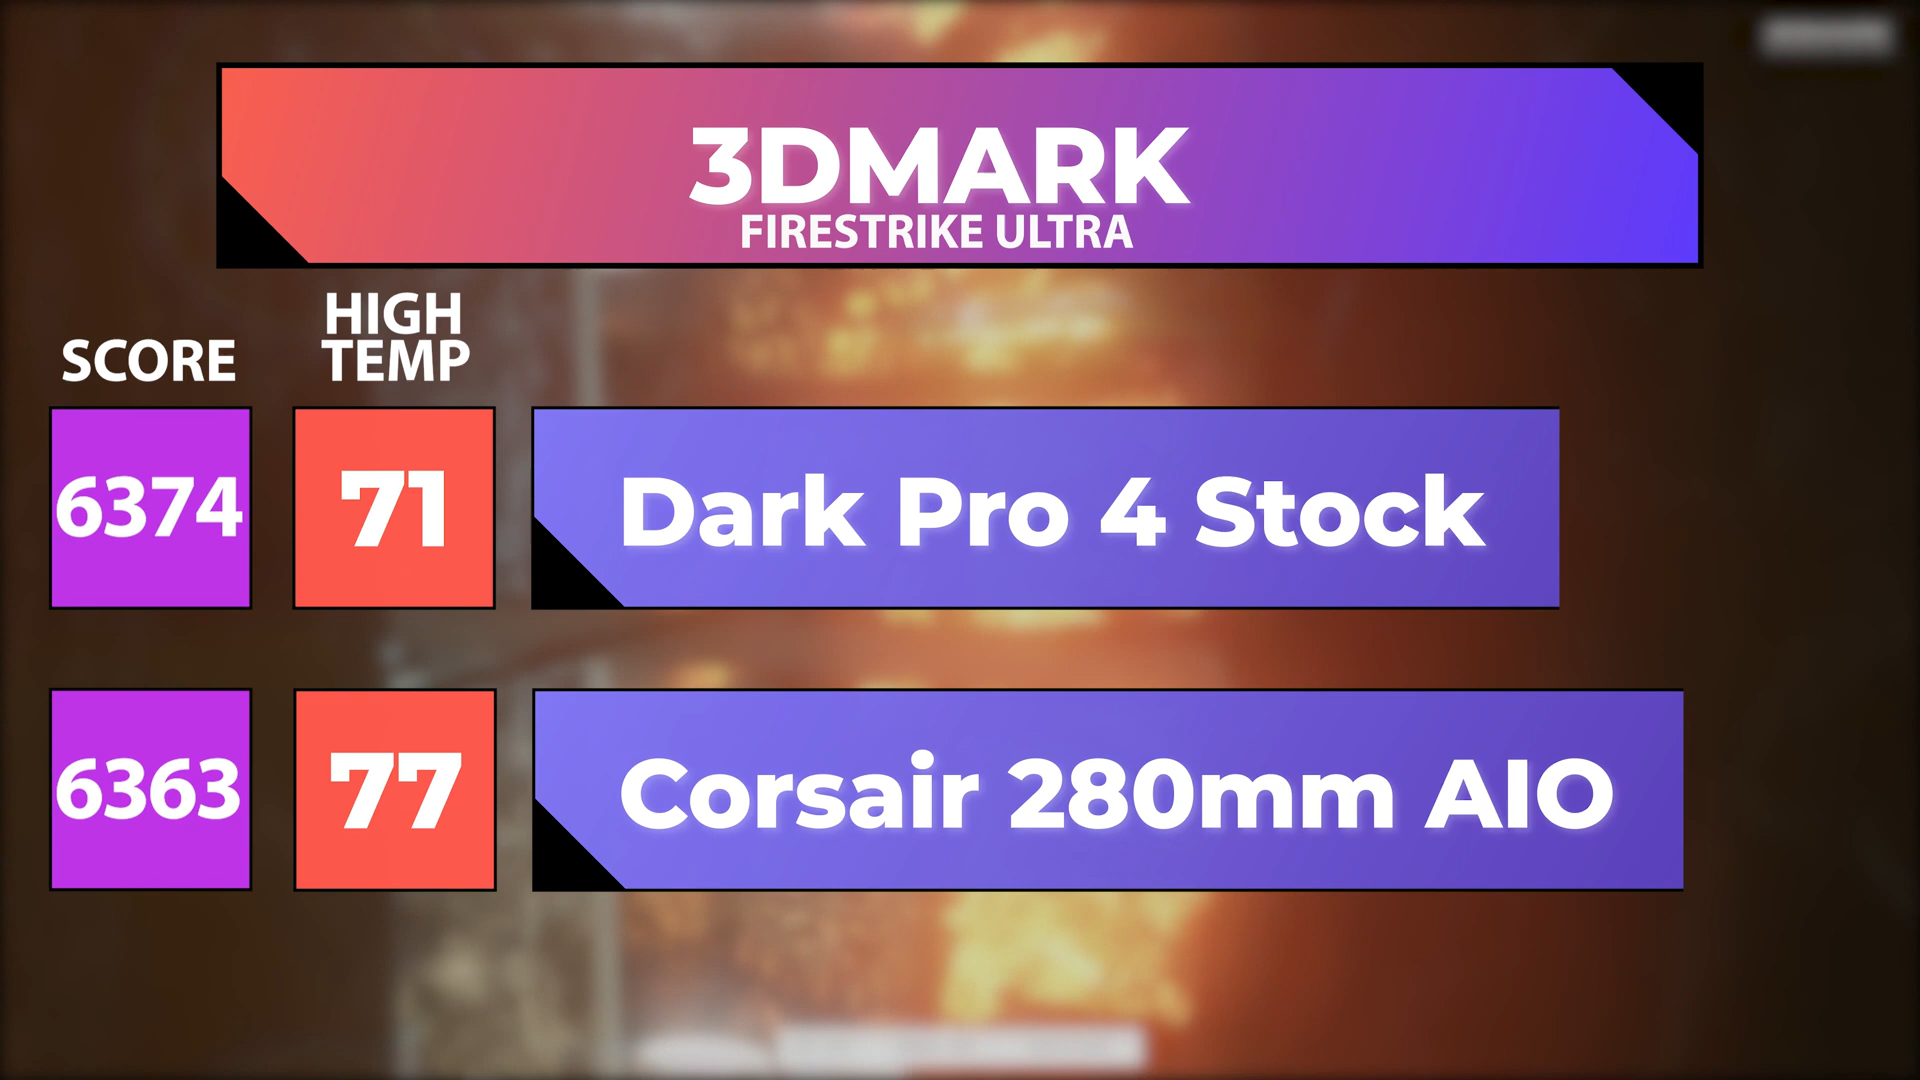 3DMARK
FIRESTRIKE ULTRA
SCORE
HIGH
TEMP
6374
71
Dark Pro 4 Stock
6363
77
Corsair 280mm AIO